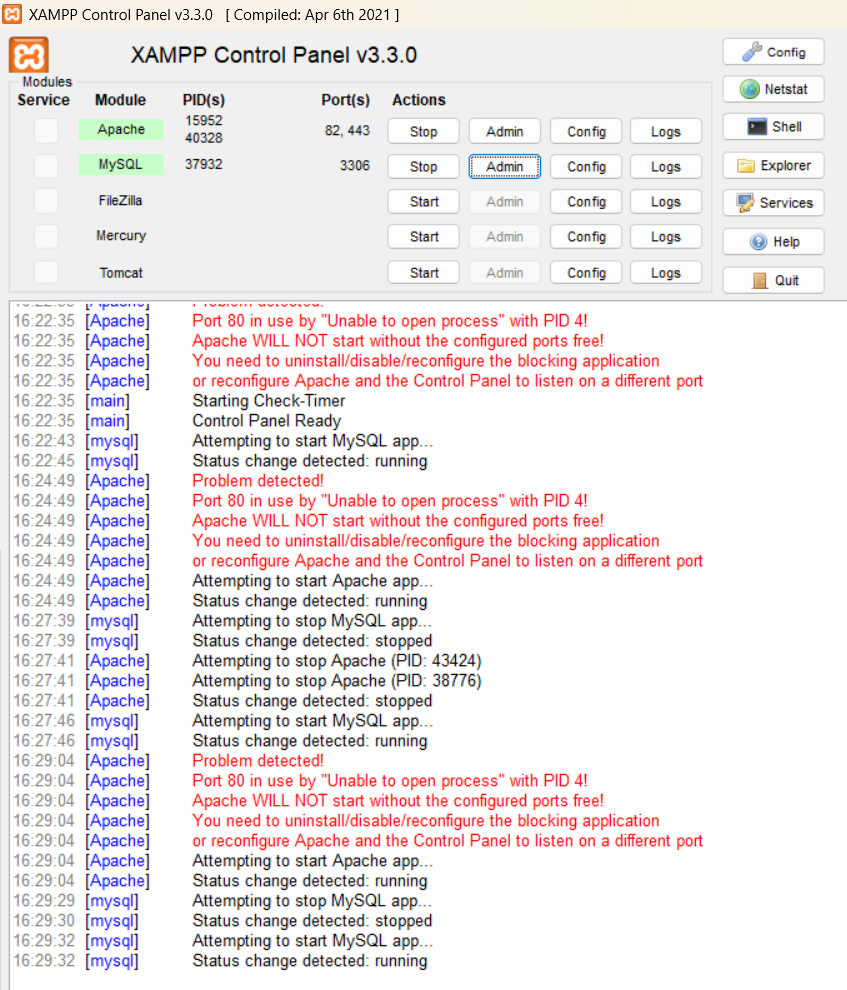 XAMPP Control Panel v3.3.0 [ Compiled: Apr 6th 2021 ]
XAMPP Control Panel v3.3.0
Config
Modules
Service Module PID(s) Port(s) Actions
Netstat
Apache 15952 40328 82, 443 Stop Admin Config Logs
Shell
MySQL 37932 3306 Stop Admin Config Logs
Explorer
FileZilla Start Admin Config Logs
Services
Mercury Start Admin Config Logs
Help
Tomcat Start Admin Config Logs
Quit
16:22:35 [Apache] Problem detected!
16:22:35 [Apache] Port 80 in use by "Unable to open process" with PID 4!
16:22:35 [Apache] Apache WILL NOT start without the configured ports free!
16:22:35 [Apache] You need to uninstall/disable/reconfigure the blocking application
16:22:35 [Apache] or reconfigure Apache and the Control Panel to listen on a different port
16:22:35 [main] Starting Check-Timer
16:22:35 [main] Control Panel Ready
16:22:43 [mysql] Attempting to start MySQL app...
16:22:45 [mysql] Status change detected: running
16:24:49 [Apache] Problem detected!
16:24:49 [Apache] Port 80 in use by "Unable to open process" with PID 4!
16:24:49 [Apache] Apache WILL NOT start without the configured ports free!
16:24:49 [Apache] You need to uninstall/disable/reconfigure the blocking application
16:24:49 [Apache] or reconfigure Apache and the Control Panel to listen on a different port
16:24:49 [Apache] Attempting to start Apache app...
16:24:49 [Apache] Status change detected: running
16:27:39 [mysql] Attempting to stop MySQL app...
16:27:39 [mysql] Status change detected: stopped
16:27:41 [Apache] Attempting to stop Apache (PID: 43424)
16:27:41 [Apache] Attempting to stop Apache (PID: 38776)
16:27:41 [Apache] Status change detected: stopped
16:27:46 [mysql] Attempting to start MySQL app...
16:27:46 [mysql] Status change detected: running
16:29:04 [Apache] Problem detected!
16:29:04 [Apache] Port 80 in use by "Unable to open process" with PID 4!
16:29:04 [Apache] Apache WILL NOT start without the configured ports free!
16:29:04 [Apache] You need to uninstall/disable/reconfigure the blocking application
16:29:04 [Apache] or reconfigure Apache and the Control Panel to listen on a different port
16:29:04 [Apache] Attempting to start Apache app...
16:29:04 [Apache] Status change detected: running
16:29:29 [mysql] Attempting to stop MySQL app...
16:29:30 [mysql] Status change detected: stopped
16:29:32 [mysql] Attempting to start MySQL app...
16:29:32 [mysql] Status change detected: running